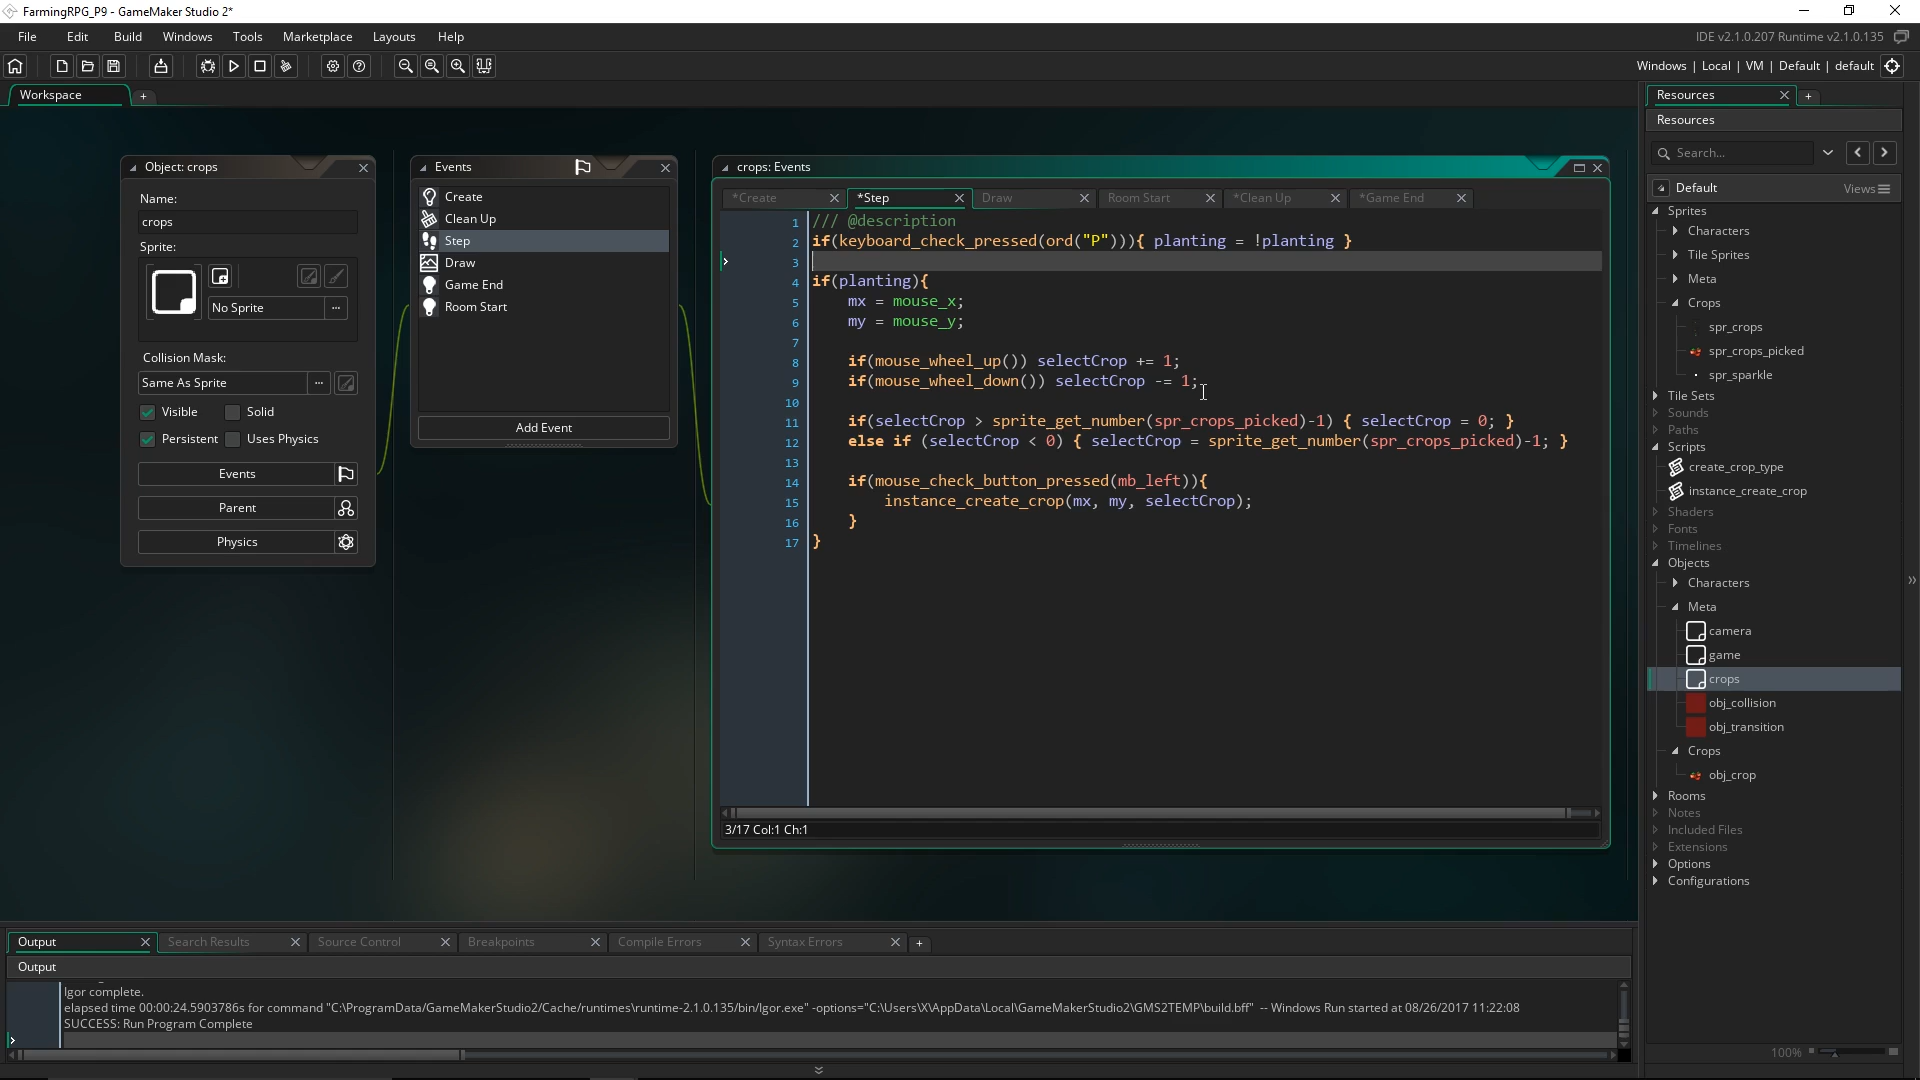 FarmingRPG_P9 - GameMaker Studio 2*
File Edit Build Windows Tools Marketplace Layouts Help
IDE v2.1.0.207 Runtime v2.1.0.135
Windows | Local | VM | Default | default
Workspace +
Object: crops
Name:
crops
Sprite:
No Sprite ...
Collision Mask:
Same As Sprite ...
Visible Solid
Persistent Uses Physics
Events
Parent
Physics
Events
Create
Clean Up
Step
Draw
Game End
Room Start
Add Event
crops: Events
*Create *Step Draw Room Start *Clean Up *Game End
1 /// @description
2 if(keyboard_check_pressed(ord("P"))){ planting = !planting }
3
4 if(planting){
5 mx = mouse_x;
6 my = mouse_y;
7
8 if(mouse_wheel_up()) selectCrop += 1;
9 if(mouse_wheel_down()) selectCrop -= 1;
10
11 if(selectCrop > sprite_get_number(spr_crops_picked)-1) { selectCrop = 0; }
12 else if (selectCrop < 0) { selectCrop = sprite_get_number(spr_crops_picked)-1; }
13
14 if(mouse_check_button_pressed(mb_left)){
15 instance_create_crop(mx, my, selectCrop);
16 }
17 }
3/17 Col:1 Ch:1
Resources +
Resources
Search...
Default Views
Sprites
Characters
Tile Sprites
Meta
Crops
spr_crops
spr_crops_picked
spr_sparkle
Tile Sets
Sounds
Paths
Scripts
create_crop_type
instance_create_crop
Shaders
Fonts
Timelines
Objects
Characters
Meta
camera
game
crops
obj_collision
obj_transition
Crops
obj_crop
Rooms
Notes
Included Files
Extensions
Options
Configurations
100%
Output Search Results Source Control Breakpoints Compile Errors Syntax Errors +
Output
Igor complete.
elapsed time 00:00:24.5903786s for command "C:\ProgramData/GameMakerStudio2/Cache/runtimes\runtime-2.1.0.135/bin/Igor.exe" -options="C:\Users\X\AppData\Local\GameMakerStudio2\GMS2TEMP\build.bff" -- Windows Run started at 08/26/2017 11:22:08
SUCCESS: Run Program Complete